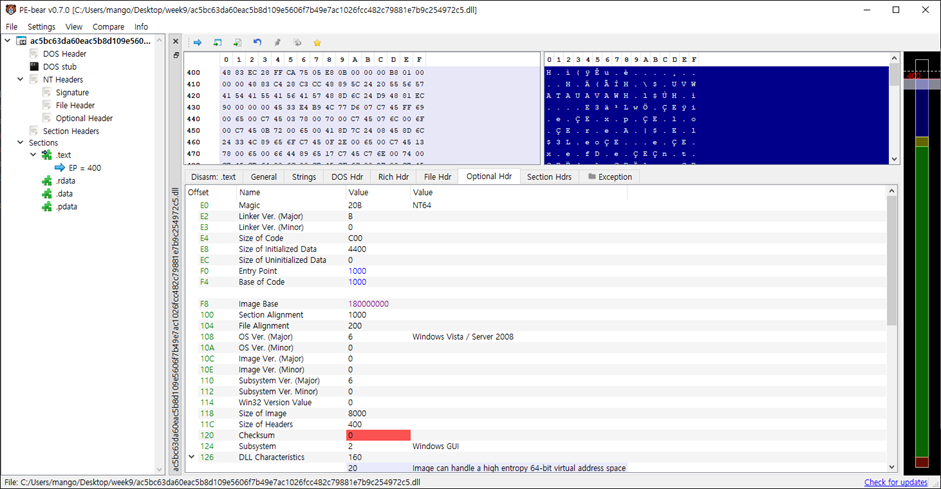 PE-bear v0.7.0 [C:/Users/mango/Desktop/week9/ac5bc63da60eac5b8d109e5606f7b49e7ac1026fcc482c79881e7b9c254972c5.dll]
File Settings View Compare Info
ac5bc63da60eac5b8d109e560...
DOS Header
DOS stub
NT Headers
Signature
File Header
Optional Header
Section Headers
Sections
.text
EP = 400
.rdata
.data
.pdata
ac5bc63da60eac5b8d109e5606f7b49e7ac1026fcc482c79881e7b9c254972c5.dll
0 1 2 3 4 5 6 7 8 9 A B C D E F
400 48 83 EC 28 FF CA 75 05 E8 0B 00 00 00 B8 01 00
410 00 00 48 83 C4 28 C3 CC 48 89 5C 24 20 55 56 57
420 41 54 41 55 41 56 41 57 48 8D 6C 24 D9 48 81 EC
430 90 00 00 00 45 33 E4 B9 4C 77 D6 07 C7 45 FF 69
440 00 65 00 C7 45 03 78 00 70 00 C7 45 07 6C 00 6F
450 00 C7 45 0B 72 00 65 00 41 8D 7C 24 08 45 8D 6C
460 24 33 4C 89 65 6F C7 45 0F 2E 00 65 00 C7 45 13
470 78 00 65 00 66 44 89 65 17 C7 45 C7 6E 00 74 00
0 1 2 3 4 5 6 7 8 9 A B C D E F
H . ì ( ÿ Ê u . è . . . . ¸ . .
. . H . Ä ( Ã Ì H . \ $ . U V W
A T A U A V A W H . l $ Ù H . ì
. . . . E 3 ä ¹ L w Ö . Ç E ÿ i
. e . Ç E . x . p . Ç E . l . o
. Ç E . r . e . A . | $ . E . l
$ 3 L . e o Ç E . . . e . Ç E .
x . e . f D . e . Ç E Ç n . t .
400
Disasm: .text General Strings DOS Hdr Rich Hdr File Hdr Optional Hdr Section Hdrs Exception
Offset Name Value Value
E0 Magic 20B NT64
E2 Linker Ver. (Major) B
E3 Linker Ver. (Minor) 0
E4 Size of Code C00
E8 Size of Initialized Data 4400
EC Size of Uninitialized Data 0
F0 Entry Point 1000
F4 Base of Code 1000
F8 Image Base 180000000
100 Section Alignment 1000
104 File Alignment 200
108 OS Ver. (Major) 6 Windows Vista / Server 2008
10A OS Ver. (Minor) 0
10C Image Ver. (Major) 0
10E Image Ver. (Minor) 0
110 Subsystem Ver. (Major) 6
112 Subsystem Ver. Minor) 0
114 Win32 Version Value 0
118 Size of Image 8000
11C Size of Headers 400
120 Checksum 0
124 Subsystem 2 Windows GUI
126 DLL Characteristics 160
20 Image can handle a high entropy 64-bit virtual address space
File: C:/Users/mango/Desktop/week9/ac5bc63da60eac5b8d109e5606f7b49e7ac1026fcc482c79881e7b9c254972c5.dll
Check for updates